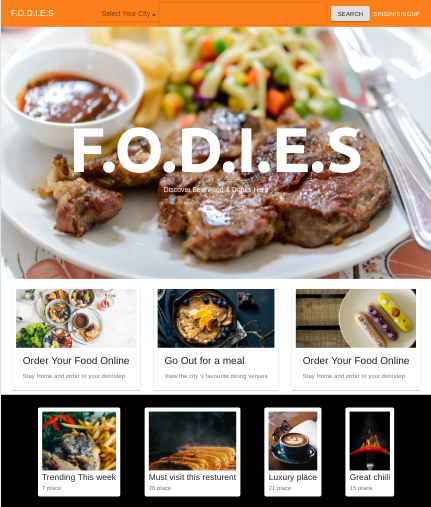 F.O.D.I.E.S
Select Your City
SEARCH
SINGIN/SINGUP
F.O.D.I.E.S
Discover Best Food & Drinks Here
Order Your Food Online
Stay Home and order to your doorstep
Go Out for a meal
View the city 's favourite dining venues
Order Your Food Online
Stay Home and order to your doorstep
Trending This week
7 place
Must visit this resturent
26 place
Luxury place
21 place
Great chiili
15 place